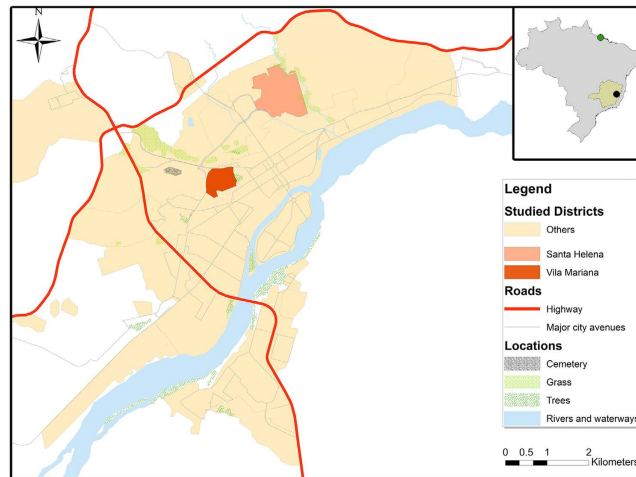 N
Legend
Studied Districts
Others
Santa Helena
Vila Mariana
Roads
Highway
Major city avenues
Locations
Cemetery
Grass
Trees
Rivers and waterways
0 0.5 1 2
Kilometers